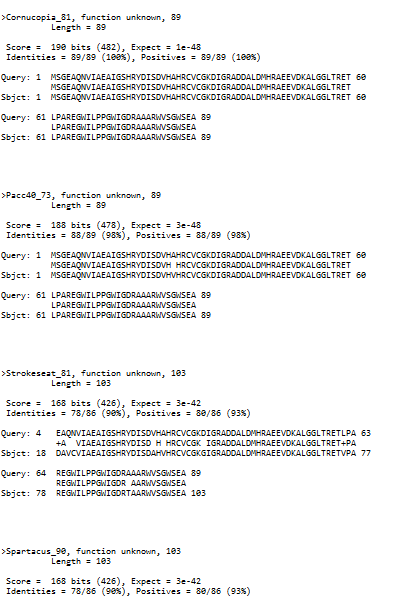 >Cornucopia_81, function unknown, 89
Length = 89
Score = 190 bits (482), Expect = 1e-48
Identities = 89/89 (100%), Positives = 89/89 (100%)
Query: 1 MSGEAQNVIAEAIGSHRYDISDVHAHRCVCGKDIGRADDALDMHRAEEVDKALGGLTRET 60
MSGEAQNVIAEAIGSHRYDISDVHAHRCVCGKDIGRADDALDMHRAEEVDKALGGLTRET
Sbjct: 1 MSGEAQNVIAEAIGSHRYDISDVHAHRCVCGKDIGRADDALDMHRAEEVDKALGGLTRET 60
Query: 61 LPAREGWILPPGWIGDRAAARWVSGWSEA 89
LPAREGWILPPGWIGDRAAARWVSGWSEA
Sbjct: 61 LPAREGWILPPGWIGDRAAARWVSGWSEA 89
>Pacc40_73, function unknown, 89
Length = 89
Score = 188 bits (478), Expect = 3e-48
Identities = 88/89 (98%), Positives = 88/89 (98%)
Query: 1 MSGEAQNVIAEAIGSHRYDISDVHAHRCVCGKDIGRADDALDMHRAEEVDKALGGLTRET 60
MSGEAQNVIAEAIGSHRYDISDVH HRCVCGKDIGRADDALDMHRAEEVDKALGGLTRET
Sbjct: 1 MSGEAQNVIAEAIGSHRYDISDVHVHRCVCGKDIGRADDALDMHRAEEVDKALGGLTRET 60
Query: 61 LPAREGWILPPGWIGDRAAARWVSGWSEA 89
LPAREGWILPPGWIGDRAAARWVSGWSEA
Sbjct: 61 LPAREGWILPPGWIGDRAAARWVSGWSEA 89
>Strokeseat_81, function unknown, 103
Length = 103
Score = 168 bits (426), Expect = 3e-42
Identities = 78/86 (90%), Positives = 80/86 (93%)
Query: 4 EAQNVIAEAIGSHRYDISDVHAHRCVCGKDIGRADDALDMHRAEEVDKALGGLTRETLPA 63
+A VIAEAIGSHRYDISD H HRCVCGK IGRADDALDMHRAEEVDKALGGLTRET+PA
Sbjct: 18 DAVCVIAEAIGSHRYDISDAHVHRCVCGKGIGRADDALDMHRAEEVDKALGGLTRETVPA 77
Query: 64 REGWILPPGWIGDRAAARWVSGWSEA 89
REGWILPPGWIGDR AARWVSGWSEA
Sbjct: 78 REGWILPPGWIGDRTAARWVSGWSEA 103
>Spartacus_90, function unknown, 103
Length = 103
Score = 168 bits (426), Expect = 3e-42
Identities = 78/86 (90%), Positives = 80/86 (93%)